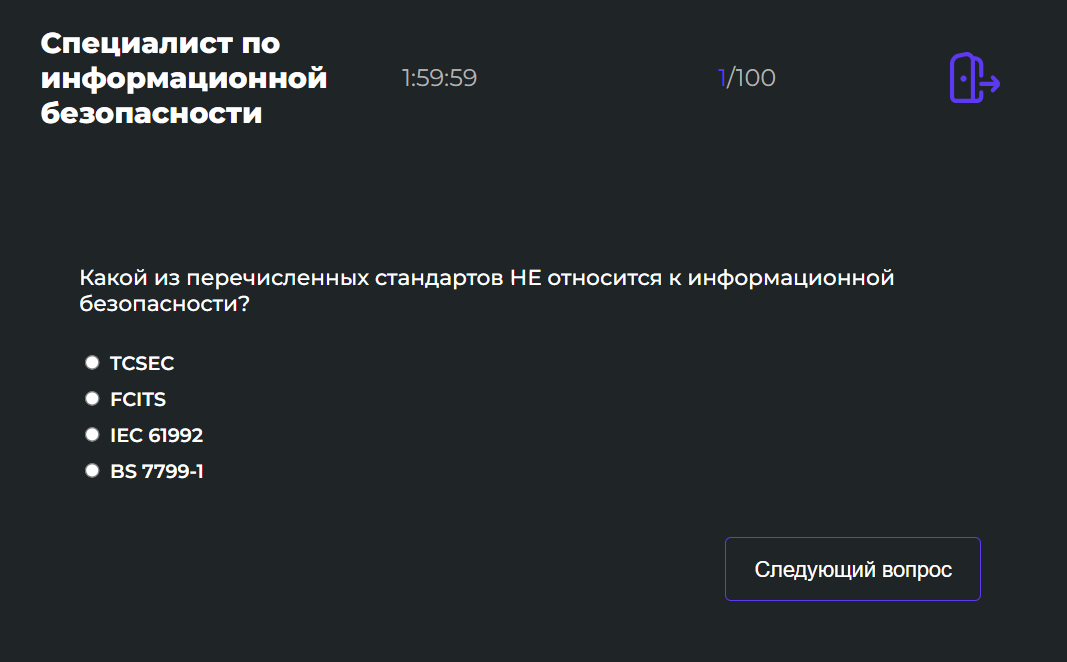 Специалист по
информационной
безопасности
1:59:59
1/100
Какой из перечисленных стандартов НЕ относится к информационной
безопасности?
TCSEC
FCITS
IEC 61992
BS 7799-1
Следующий вопрос